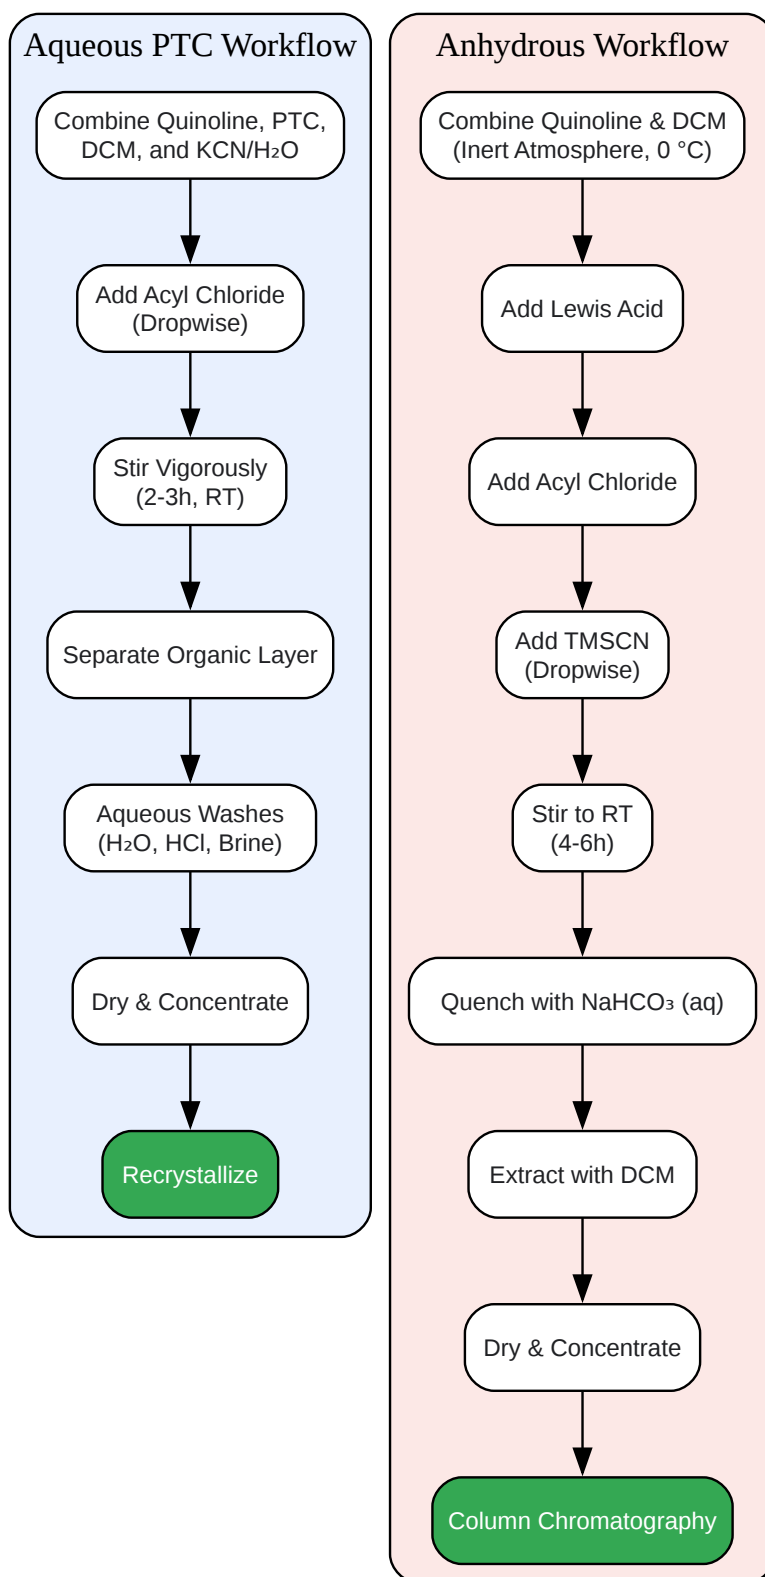 Aqueous PTC Workflow
Combine Quinoline, PTC,
DCM, and KCN/H₂O
Add Acyl Chloride
(Dropwise)
Stir Vigorously
(2-3h, RT)
Separate Organic Layer
Aqueous Washes
(H₂O, HCl, Brine)
Dry & Concentrate
Recrystallize
Anhydrous Workflow
Combine Quinoline & DCM
(Inert Atmosphere, 0 °C)
Add Lewis Acid
Add Acyl Chloride
Add TMSCN
(Dropwise)
Stir to RT
(4-6h)
Quench with NaHCO₃ (aq)
Extract with DCM
Dry & Concentrate
Column Chromatography